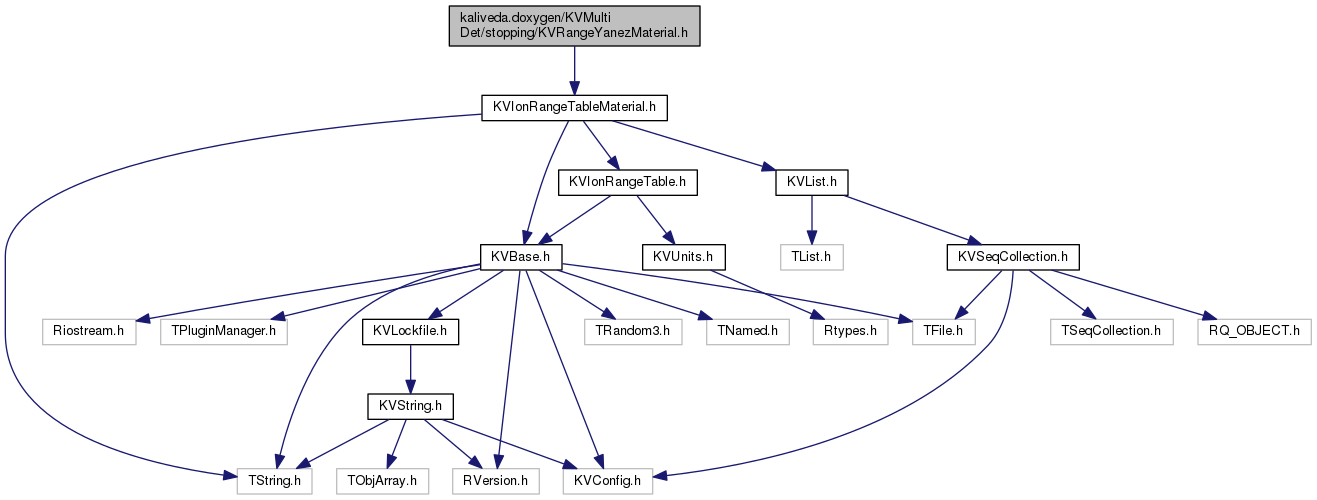 kaliveda.doxygen/KVMulti
Det/stopping/KVRangeYanezMaterial.h
KVIonRangeTableMaterial.h
KVIonRangeTable.h
KVList.h
KVBase.h
KVUnits.h
TList.h
KVSeqCollection.h
Riostream.h
TPluginManager.h
KVLockfile.h
TRandom3.h
TNamed.h
Rtypes.h
TFile.h
TSeqCollection.h
RQ_OBJECT.h
KVString.h
TString.h
TObjArray.h
RVersion.h
KVConfig.h